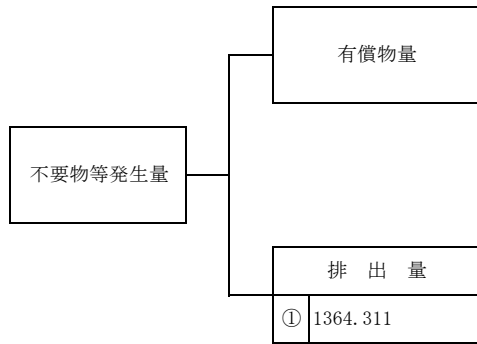 有償物量
不要物等発生量
排 出 量
① 1364.311